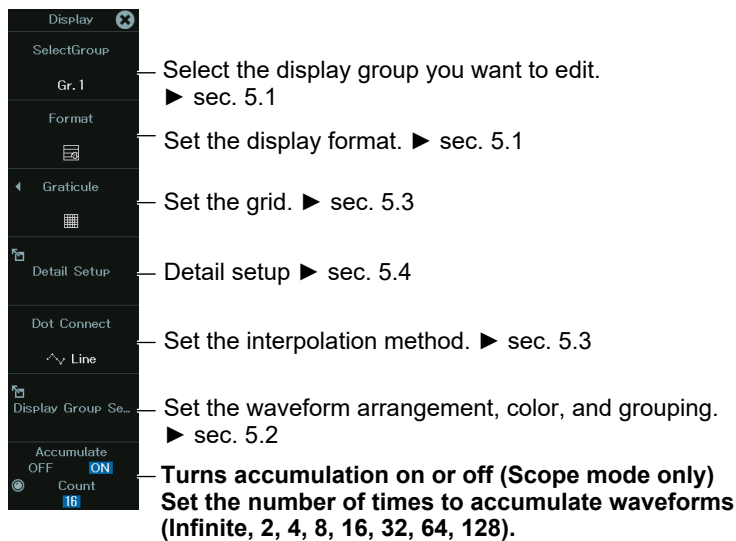 Display
SelectGroup
Gr.1
Select the display group you want to edit.
► sec. 5.1
Format
Set the display format. ► sec. 5.1
Graticule
Set the grid. ► sec. 5.3
Detail Setup
Detail setup ► sec. 5.4
Dot Connect
Line
Set the interpolation method. ► sec. 5.3
Display Group Se…
Set the waveform arrangement, color, and grouping.
► sec. 5.2
Accumulate
OFF ON
Count
16
Turns accumulation on or off (Scope mode only)
Set the number of times to accumulate waveforms
(Infinite, 2, 4, 8, 16, 32, 64, 128).